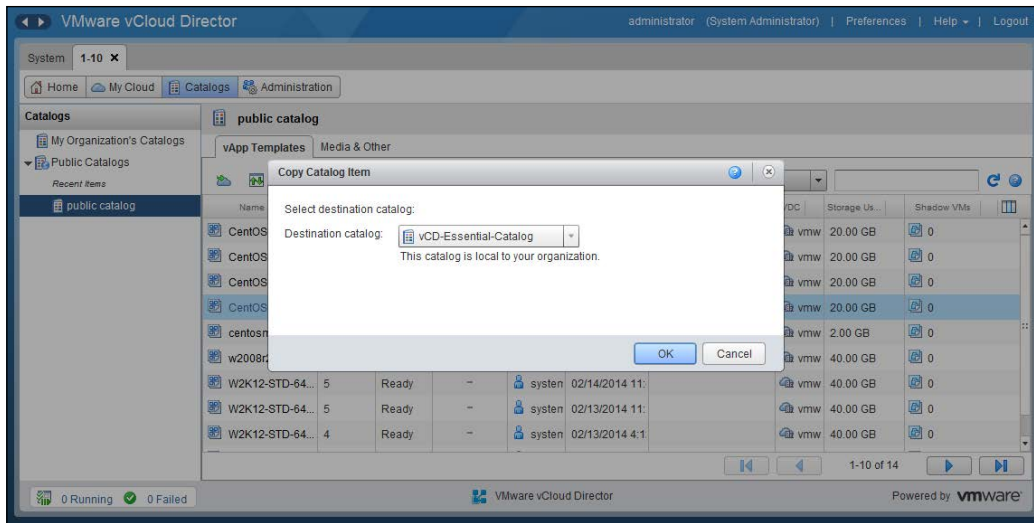 VMware vCloud Director
administrator (System Administrator) | Preferences | Help | Logout
System 1-10
Home My Cloud Catalogs Administration
Catalogs
My Organization's Catalogs
Public Catalogs
Recent Items
public catalog
public catalog
vApp Templates Media & Other
Copy Catalog Item
Select destination catalog:
Destination catalog: vCD-Essential-Catalog
This catalog is local to your organization.
OK Cancel
Name VDC Storage Us... Shadow VMs
CentOS vmw 20.00 GB 0
CentOS vmw 20.00 GB 0
CentOS vmw 20.00 GB 0
CentOS vmw 20.00 GB 0
vmw 2.00 GB 0
vmw 40.00 GB 0
W2K12-STD-64... 5 Ready - system 02/14/2014 11: vmw 40.00 GB 0
W2K12-STD-64... 5 Ready - system 02/13/2014 11: vmw 40.00 GB 0
W2K12-STD-64... 4 Ready - system 02/13/2014 4:1 vmw 40.00 GB 0
1-10 of 14
0 Running 0 Failed
VMware vCloud Director
Powered by vmware